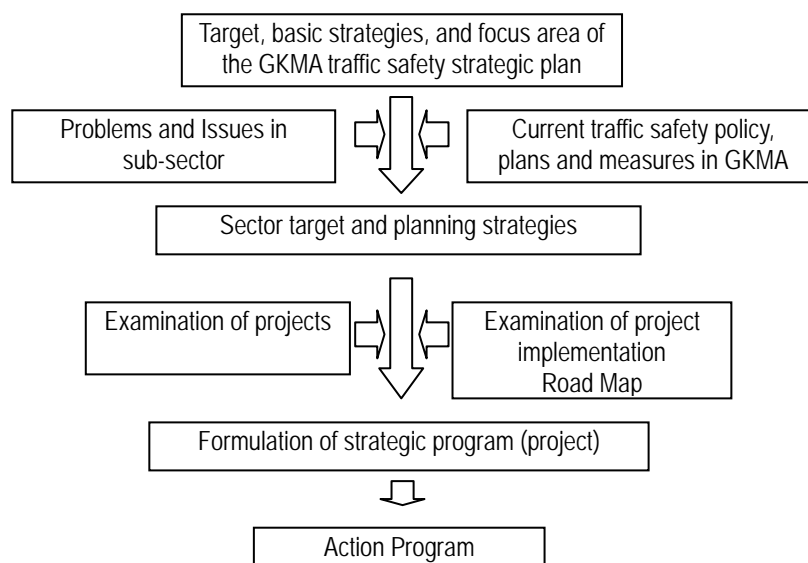 Target, basic strategies, and focus area of
the GKMA traffic safety strategic plan
Problems and Issues in
sub-sector
Current traffic safety policy,
plans and measures in GKMA
Sector target and planning strategies
Examination of projects
Examination of project
implementation
Road Map
Formulation of strategic program (project)
Action Program